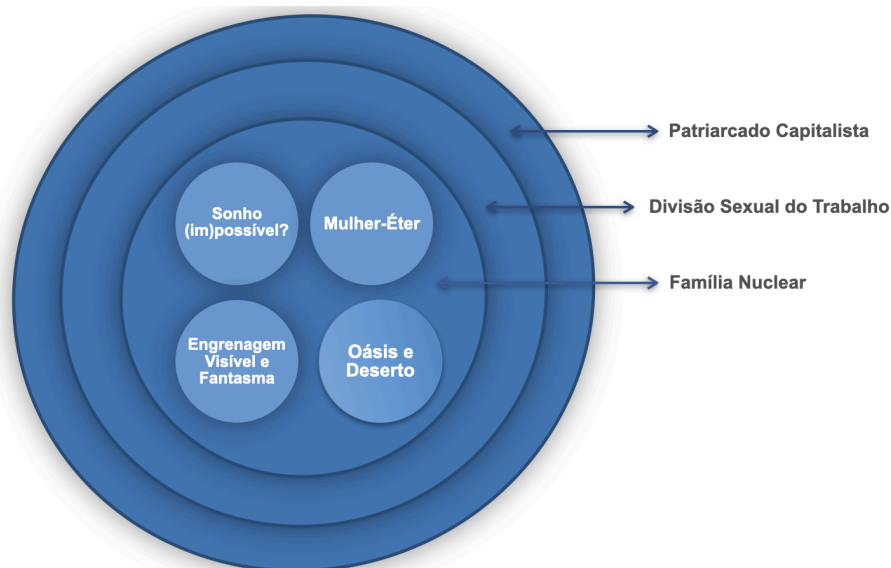 Patriarcado Capitalista
Divisão Sexual do Trabalho
Sonho
(im)possível?
Mulher-Éter
Família Nuclear
Engrenagem
Visível e
Fantasma
Oásis e
Deserto